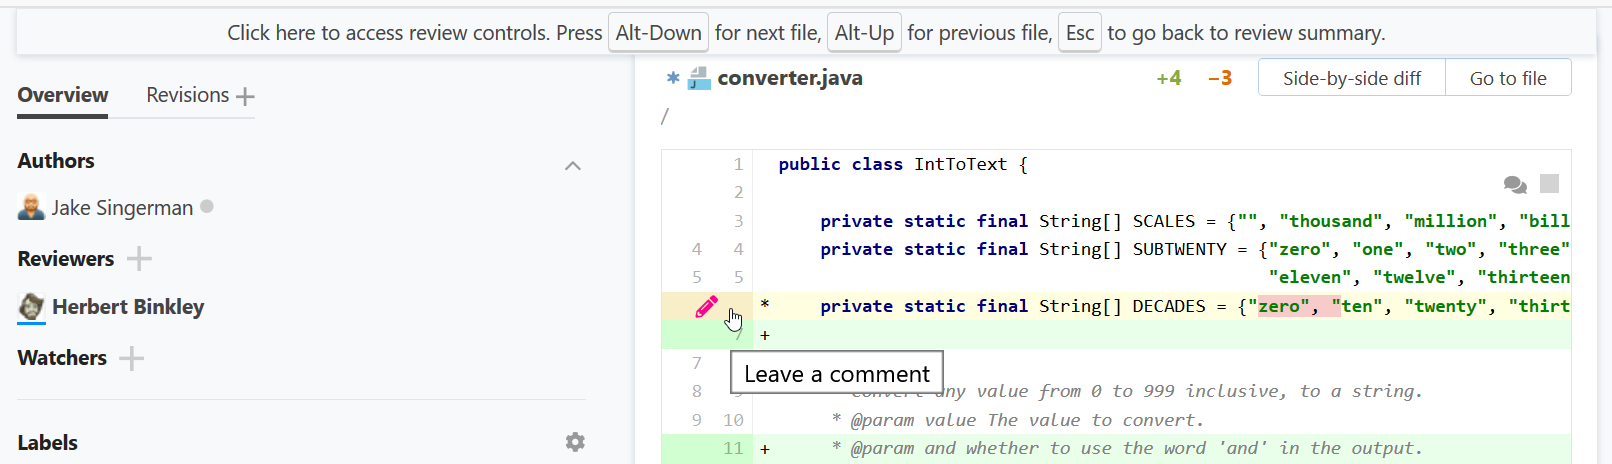 Click here to access review controls. Press Alt-Down for next file, Alt-Up for previous file, Esc to go back to review summary.
Overview Revisions +
Authors
Jake Singerman
Reviewers +
Herbert Binkley
Watchers +
Labels
* converter.java +4 −3 Side-by-side diff Go to file
/
1 public class IntToText {
2
3 private static final String[] SCALES = {"", "thousand", "million", "bill
4 4 private static final String[] SUBTWENTY = {"zero", "one", "two", "three"
5 5 "eleven", "twelve", "thirteen
* private static final String[] DECADES = {"zero", "ten", "twenty", "thirt
7 +
7
Leave a comment
8 9 Convert any value from 0 to 999 inclusive, to a string.
9 10 * @param value The value to convert.
11 + * @param and whether to use the word 'and' in the output.